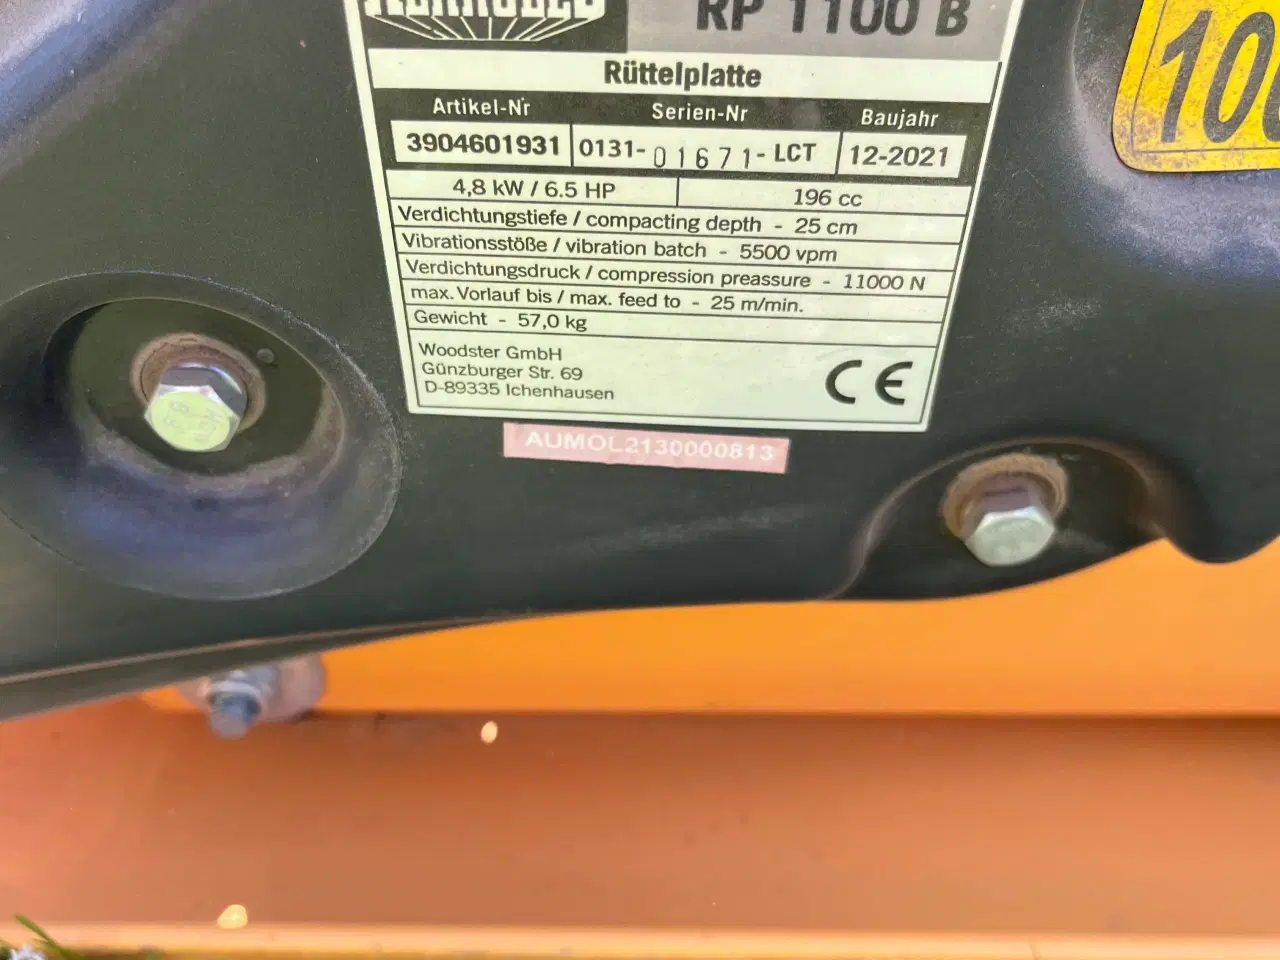 RP 1100 B
Rüttelplatte
Artikel-Nr Serien-Nr Baujahr
3904601931 0131-01671-LCT 12-2021
4,8 kW / 6.5 HP 196 cc
Verdichtungstiefe / compacting depth - 25 cm
Vibrationsstöße / vibration batch - 5500 vpm
Verdichtungsdruck / compression preassure - 11000 N
max. Vorlauf bis / max. feed to - 25 m/min.
Gewicht - 57,0 kg
Woodster GmbH
Günzburger Str. 69
D-89335 Ichenhausen
CE
AUMOL2130000813